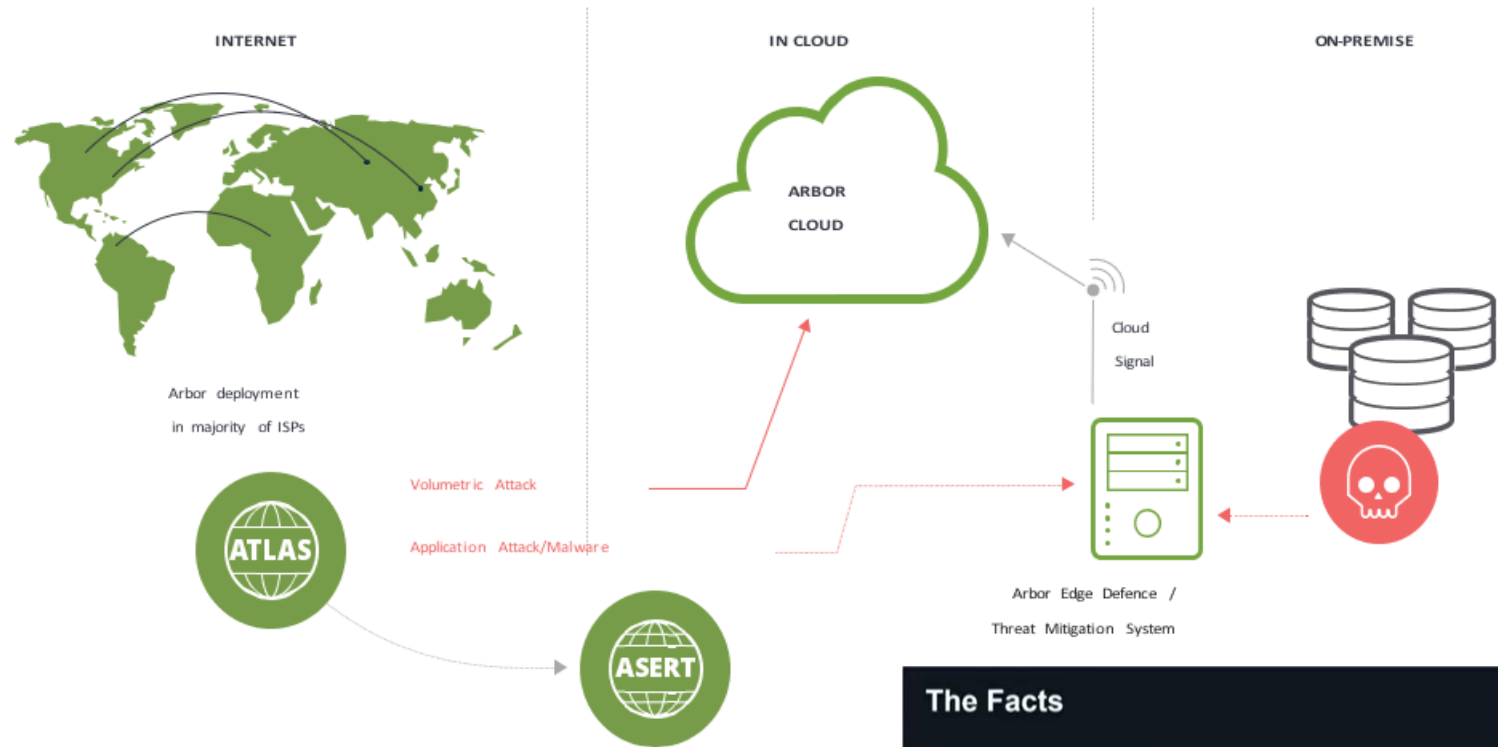 INTERNET
IN CLOUD
ON-PREMISE
ARBOR
CLOUD
Cloud
Signal
Arbor deployment
in majority of ISPs
Volumetric Attack
ATLAS
Application Attack/Malware
Arbor Edge Defence /
Threat Mitigation System
ASERT
The Facts